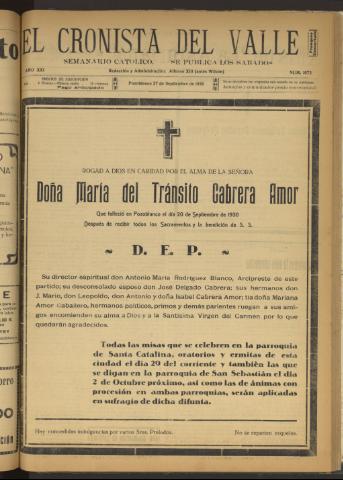 EL CRONISTA DEL VALLE
SEMANARIO CATOLICO.  SE PUBLICA LOS SABADOS
AÑO XXI
Redacción y Administración: Alfonso XIII (antes Wilson)
NUM. 1073
Pago Anticipado
Pozoblanco 27 de Septiembre de 1930
ROGAD A DIOS EN CARIDAD POR EL ALMA DE LA SEÑORA
Doña María del Tránsito Cabrera Amor
Que falleció en Pozoblanco el día 20 de Septiembre de 1930
Después de recibir todos los Sacramentos y la bendición de S. S.
D. E. P.
Su director espiritual don Antonio María Rodríguez Blanco, Arcipreste de este
partido; su desconsolado esposo don José Delgado Cabrera; sus hermanos don
J. Mario, don Leopoldo, don Antonio y doña Isabel Cabrera Amor; tia doña Mariana
Amor Caballero, hermanos políticos, primos y demás parientes ruegan a sus ami-
gos encomienden su alma a Dios y a la Santísima Virgen del Carmen por lo que
quedarán agradecidos.
Todas las misas que se celebren en la parroquia
de Santa Catalina, oratorios y ermitas de esta
ciudad el día 29 del corriente y también las que
se digan en la parroquia de San Sebastián el día
2 de Octubre próximo, así como las de ánimas con
procesión en ambas parroquias, serán aplicadas
en sufragio de dicha difunta.
Hay concedidas indulgencias por varios Sres. Prelados.
No se reparten esquelas.